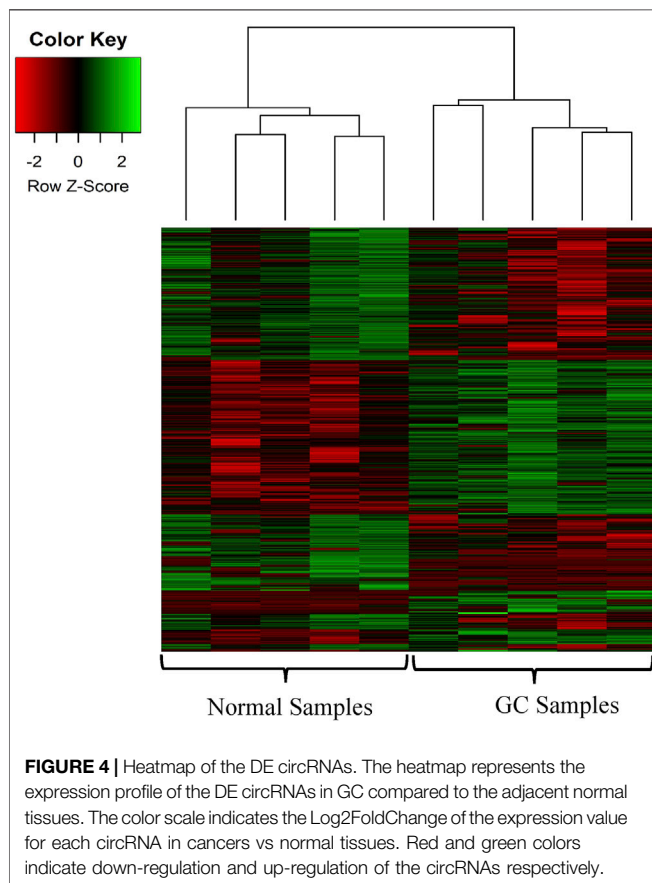 Color Key
-2 0 2
Row Z-Score
Normal Samples GC Samples
FIGURE 4 | Heatmap of the DE circRNAs. The heatmap represents the
expression profile of the DE circRNAs in GC compared to the adjacent normal
tissues. The color scale indicates the Log2FoldChange of the expression value
for each circRNA in cancers vs normal tissues. Red and green colors
indicate down-regulation and up-regulation of the circRNAs respectively.